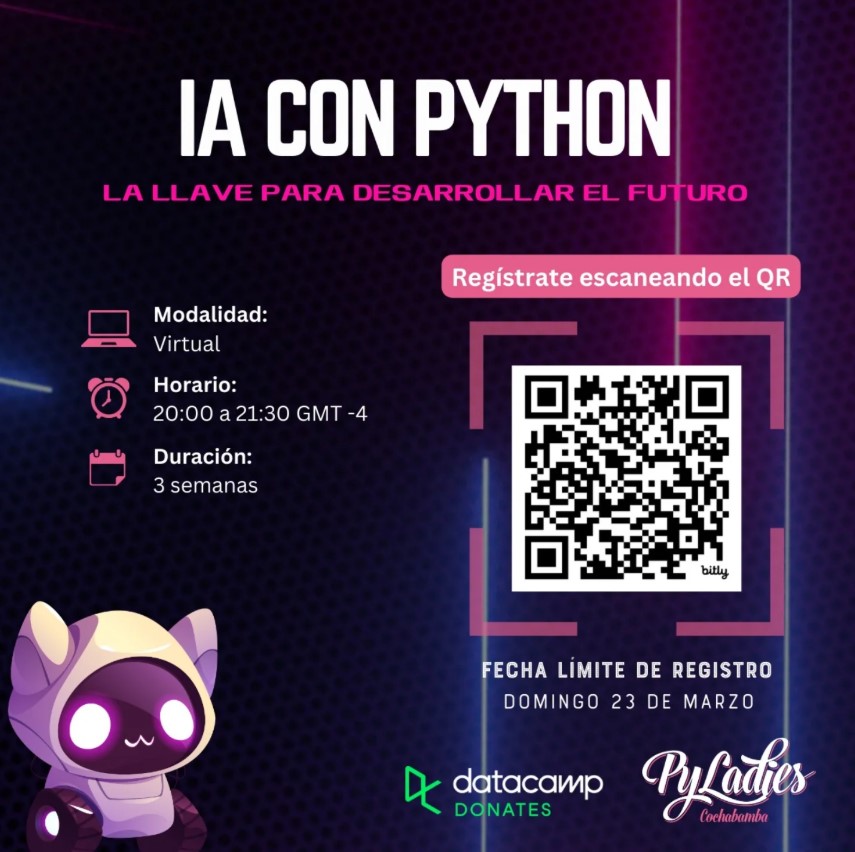 IA CON PYTHON
LA LLAVE PARA DESARROLLAR EL FUTURO
Modalidad:
Virtual
Horario:
20:00 a 21:30 GMT -4
Duración:
3 semanas
Regístrate escaneando el QR
bitly
FECHA LÍMITE DE REGISTRO
DOMINGO 23 DE MARZO
datacamp
DONATES
PyLadies
Cochabamba